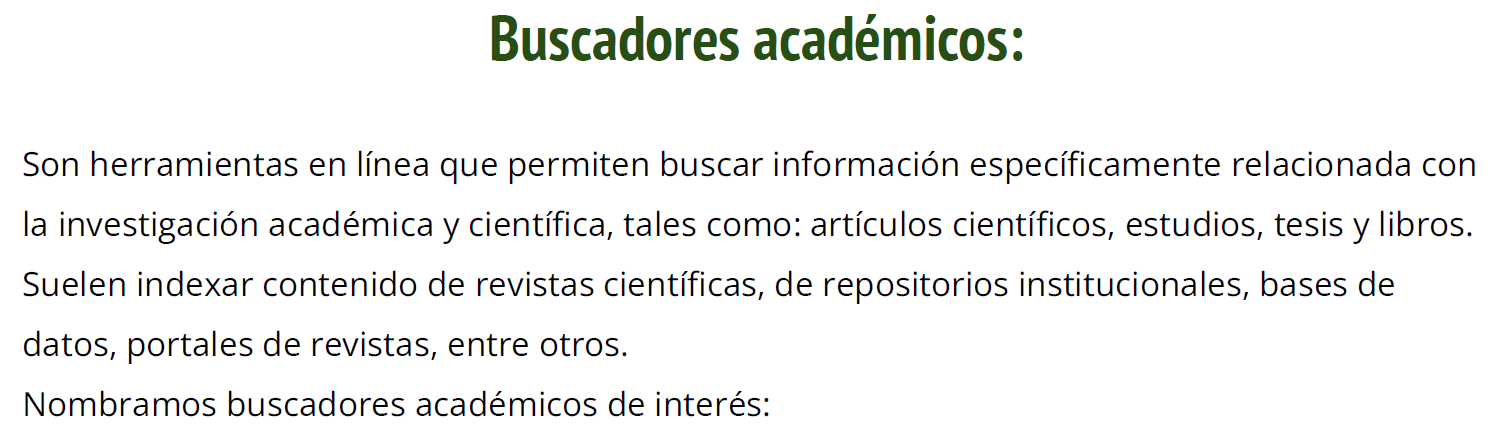 Buscadores académicos:
Son herramientas en línea que permiten buscar información específicamente relacionada con
la investigación académica y científica, tales como: artículos científicos, estudios, tesis y libros.
Suelen indexar contenido de revistas científicas, de repositorios institucionales, bases de
datos, portales de revistas, entre otros.
Nombramos buscadores académicos de interés: